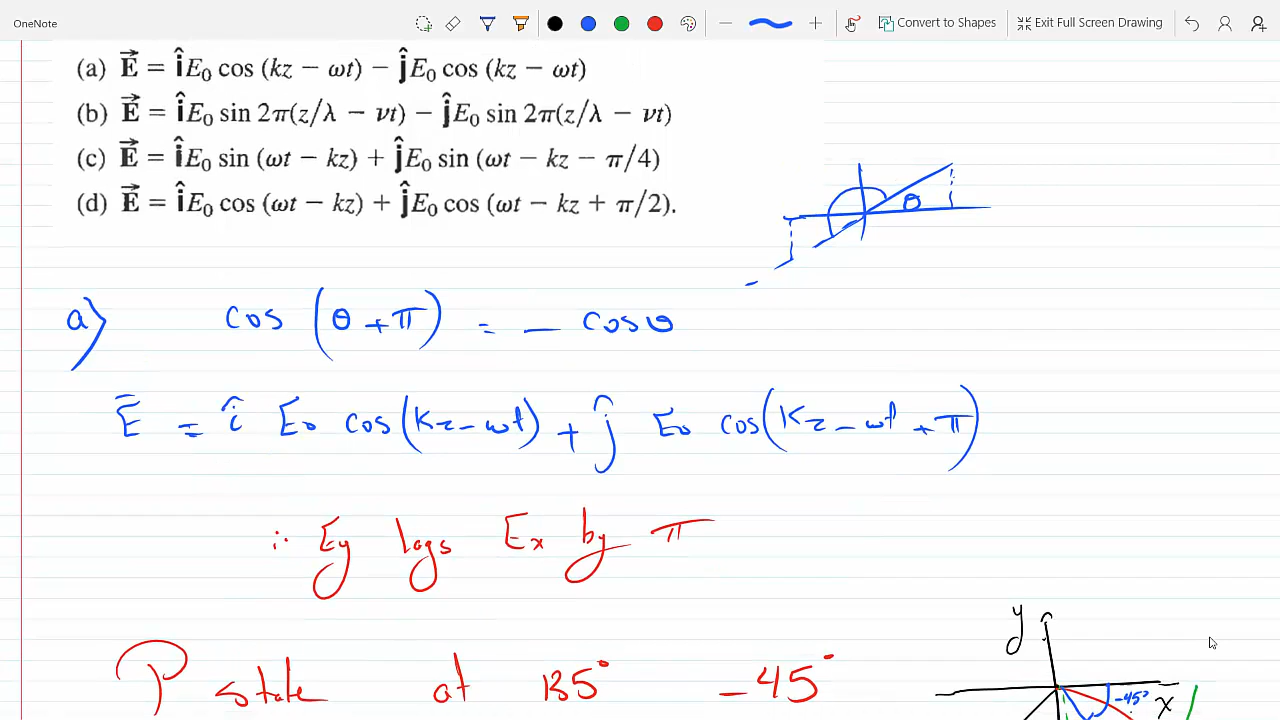 OneNote
Convert to Shapes
Exit Full Screen Drawing
(a) E⃗ = îE₀ cos (kz − ωt) − ĵE₀ cos (kz − ωt)
(b) E⃗ = îE₀ sin 2π(z/λ − νt) − ĵE₀ sin 2π(z/λ − νt)
(c) E⃗ = îE₀ sin (ωt − kz) + ĵE₀ sin (ωt − kz − π/4)
(d) E⃗ = îE₀ cos (ωt − kz) + ĵE₀ cos (ωt − kz + π/2).
θ
a) cos (θ + π) = − cos θ
Ē = î E₀ cos(kz − ωt) + ĵ E₀ cos(kz − ωt + π)
∴ Ey lags Ex by π
y
P state at 135° −45°
−45°
x